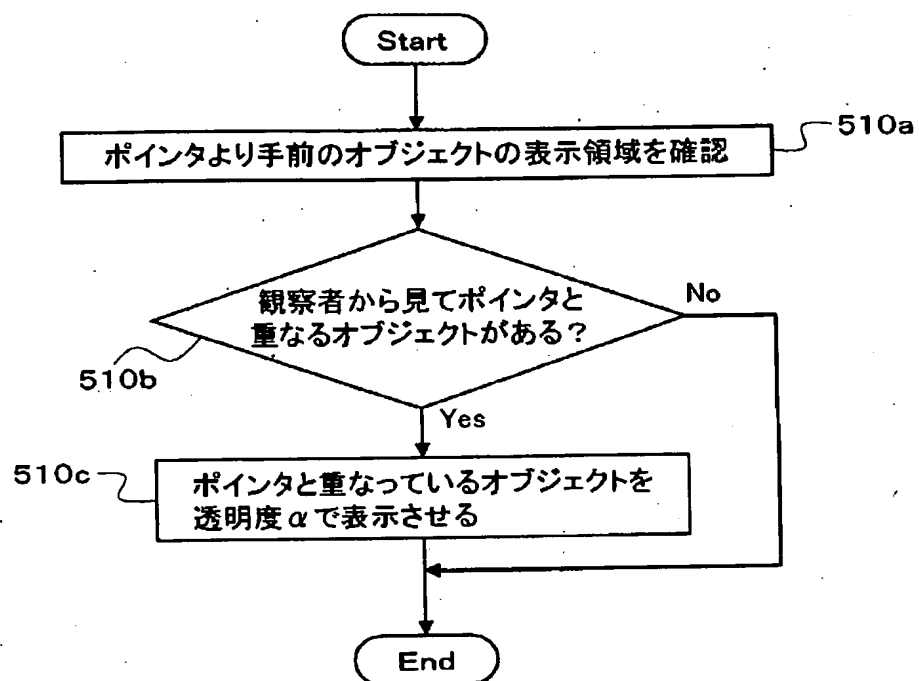 Start
510a
ポインタより手前のオブジェクトの表示領域を確認
観察者から見てポインタと
重なるオブジェクトがある?
No
510b
Yes
510c
ポインタと重なっているオブジェクトを
透明度αで表示させる
End